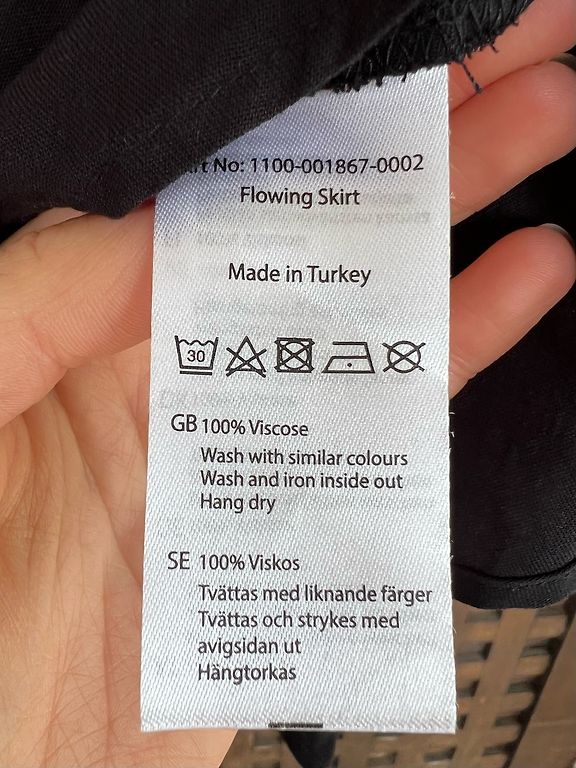 No: 1100-001867-0002
Flowing Skirt
Made in Turkey
30
GB 100% Viscose
Wash with similar colours
Wash and iron inside out
Hang dry
SE 100% Viskos
Tvättas med liknande färger
Tvättas och strykes med
avigsidan ut
Hängtorkas